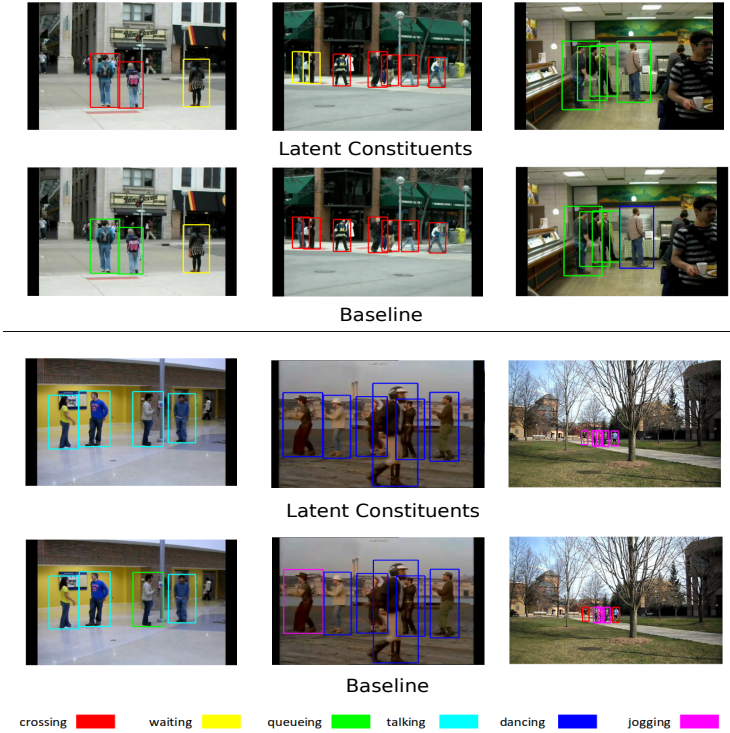 Latent Constituents
Baseline
Latent Constituents
Baseline
crossing waiting queueing talking dancing jogging